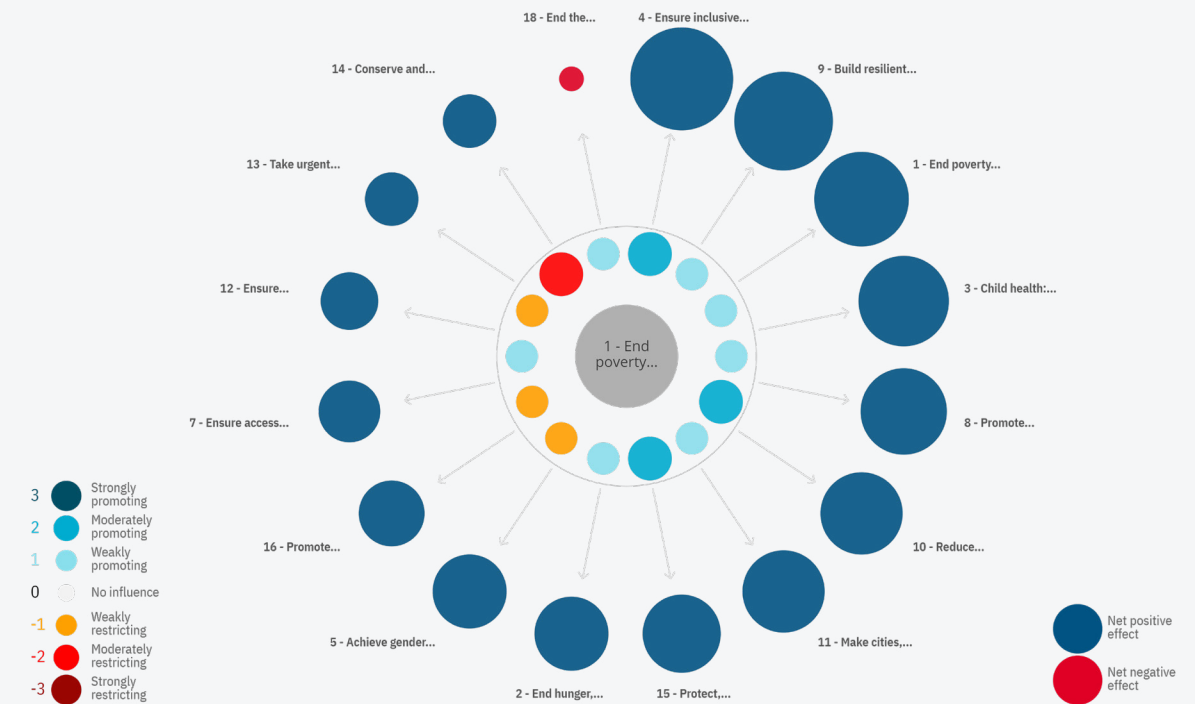 18 - End the...
4 - Ensure inclusive...
14 - Conserve and...
9 - Build resilient...
13 - Take urgent...
1 - End poverty...
12 - Ensure...
3 - Child health:...
1 - End
poverty...
7 - Ensure access...
8 - Promote...
16 - Promote...
10 - Reduce...
5 - Achieve gender...
11 - Make cities,...
2 - End hunger,...
15 - Protect,...
3 Strongly
promoting
2 Moderately
promoting
1 Weakly
promoting
0 No influence
-1 Weakly
restricting
-2 Moderately
restricting
-3 Strongly
restricting
Net positive
effect
Net negative
effect